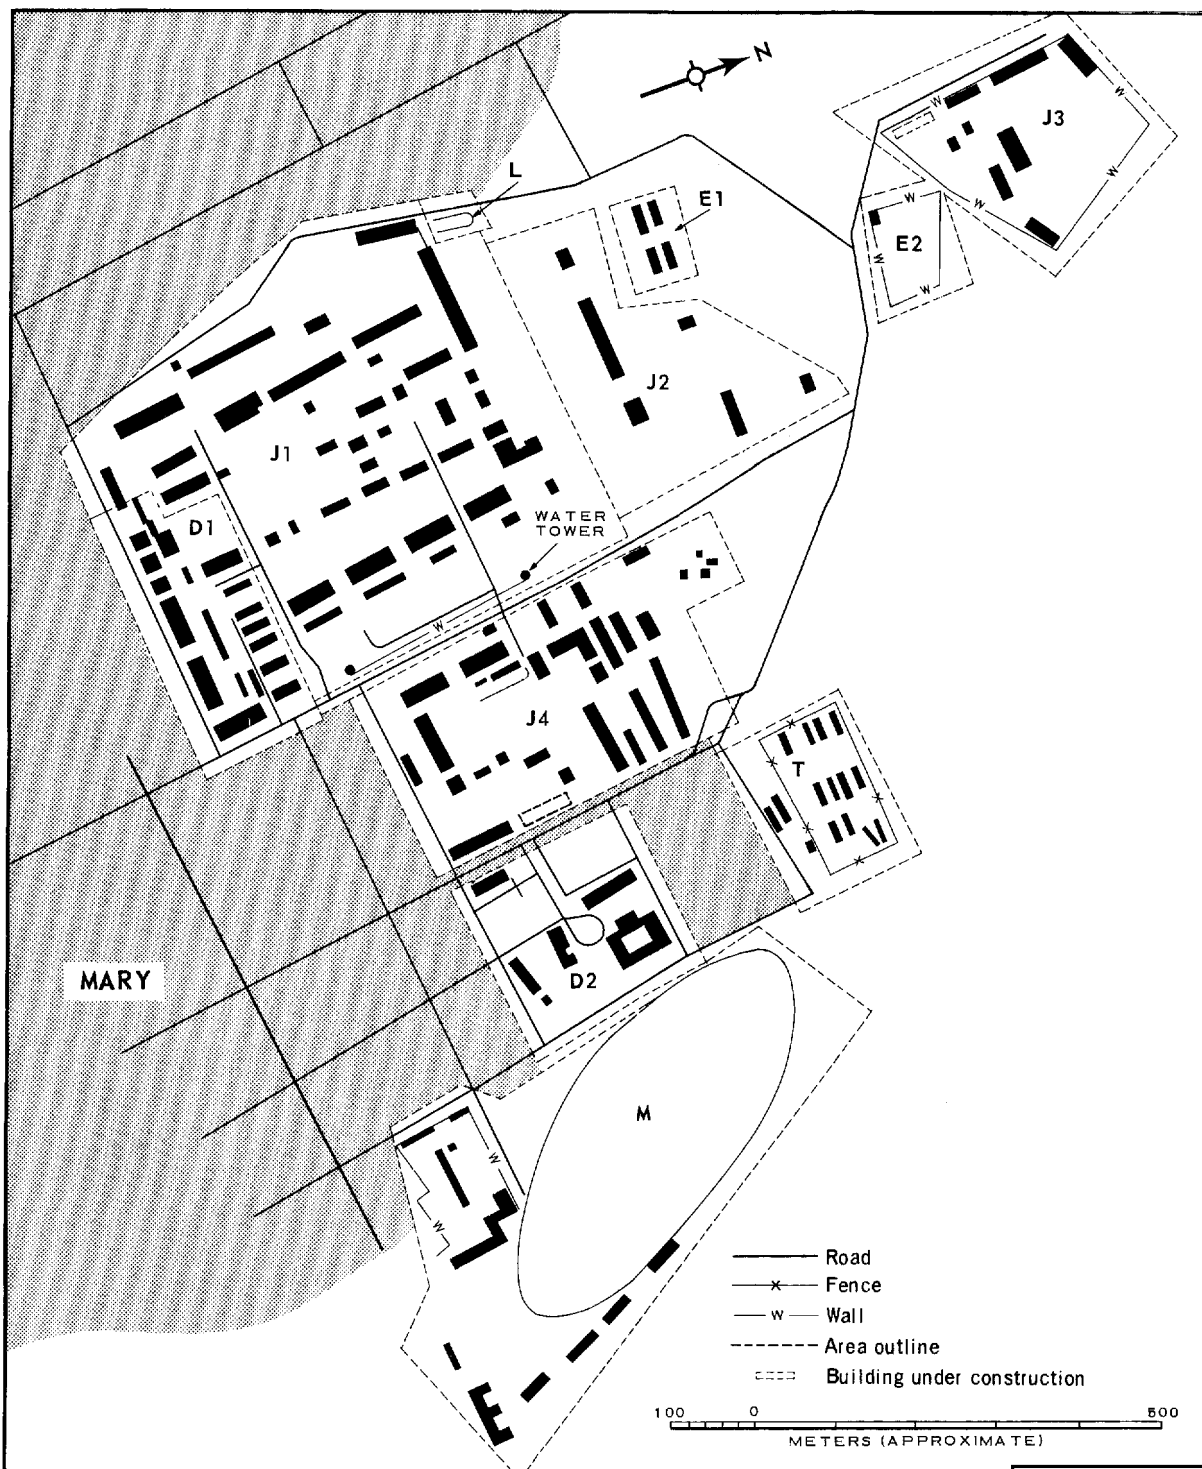 N
J3
L
E1
E2
J2
J1
WATER
TOWER
D1
J4
T
MARY
D2
M
W
W
W
W
W
W
W
W
W
W
W
W
X
X
X
X
X
Road
X Fence
W Wall
Area outline
Building under construction
100 0 500
METERS (APPROXIMATE)